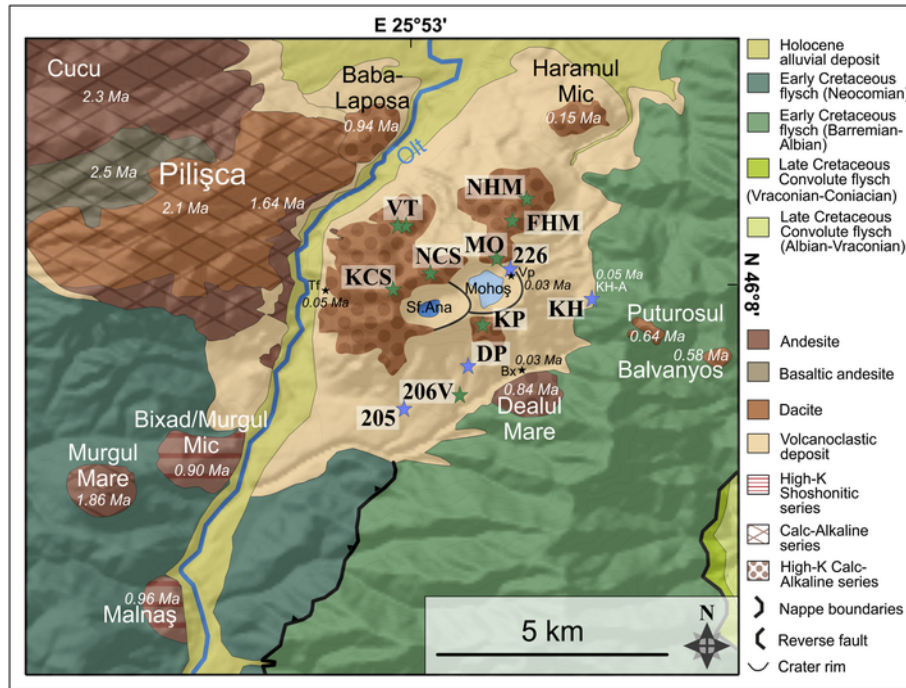 E 25°53'
Cucu
2.3 Ma
Baba-
Laposa
0.94 Ma
Haramul
Mic
0.15 Ma
Olt
2.5 Ma
Pilişca
2.1 Ma
1.64 Ma
NHM
VT
FHM
MO
226
NCS
Vp
0.03 Ma
KCS
Mohoş
Tf
0.05 Ma
Sf.Ana
0.05 Ma
KH-A
KH
KP
Puturosul
0.64 Ma
0.58 Ma
Balvanyos
DP
0.03 Ma
Bx
206V
0.84 Ma
Dealul
Mare
205
Bixad/Murgul
Mic
0.90 Ma
Murgul
Mare
1.86 Ma
0.96 Ma
Malnaş
5 km
N
N 46°8'
Holocene
alluvial deposit
Early Cretaceous
flysch (Neocomian)
Early Cretaceous
flysch (Barremian-
Albian)
Late Cretaceous
Convolute flysch
(Vraconian-Coniacian)
Late Cretaceous
Convolute flysch
(Albian-Vraconian)
Andesite
Basaltic andesite
Dacite
Volcanoclastic
deposit
High-K
Shoshonitic
series
Calc-Alkaline
series
High-K Calc-
Alkaline series
Nappe boundaries
Reverse fault
Crater rim